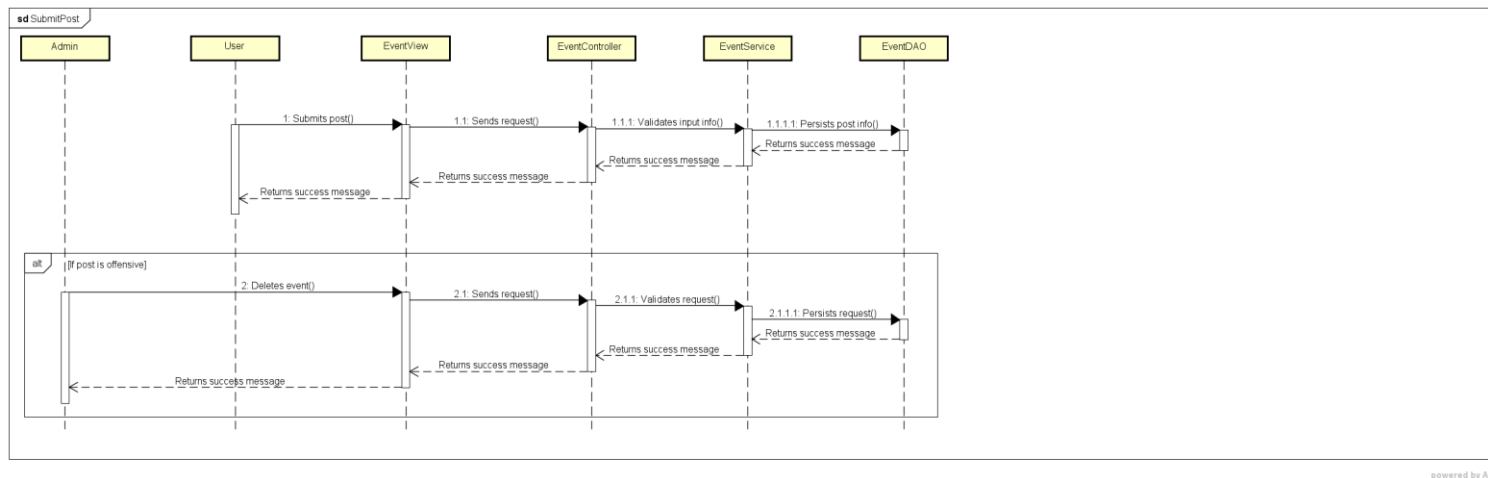 sd SubmitPost
Admin
User
EventView
EventController
EventService
EventDAO
1: Submits post()
1.1: Sends request()
1.1.1: Validates input info()
1.1.1.1: Persists post info()
Returns success message
Returns success message
Returns success message
Returns success message
alt
[If post is offensive]
2: Deletes event()
2.1: Sends request()
2.1.1: Validates request()
2.1.1.1: Persists request()
Returns success message
Returns success message
Returns success message
Returns success message
powered by A